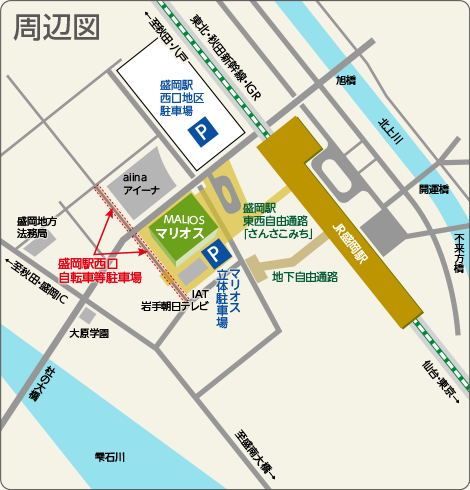 周辺図
←至秋田・八戸
東北・秋田新幹線・IGR
盛岡駅
西口地区
駐車場
P
旭橋
北上川
開運橋
不来方橋
aiina
アイーナ
MALIOS
マリオス
盛岡駅
東西自由通路
「さんさこみち」
JR盛岡駅
盛岡地方
法務局
盛岡駅西口
自転車等駐車場
P
マリオス
立体駐車場
地下自由通路
IAT
岩手朝日テレビ
←至秋田・盛岡IC
大原学園
杜の大橋
雫石川
至盛南大橋→
仙台・東京→